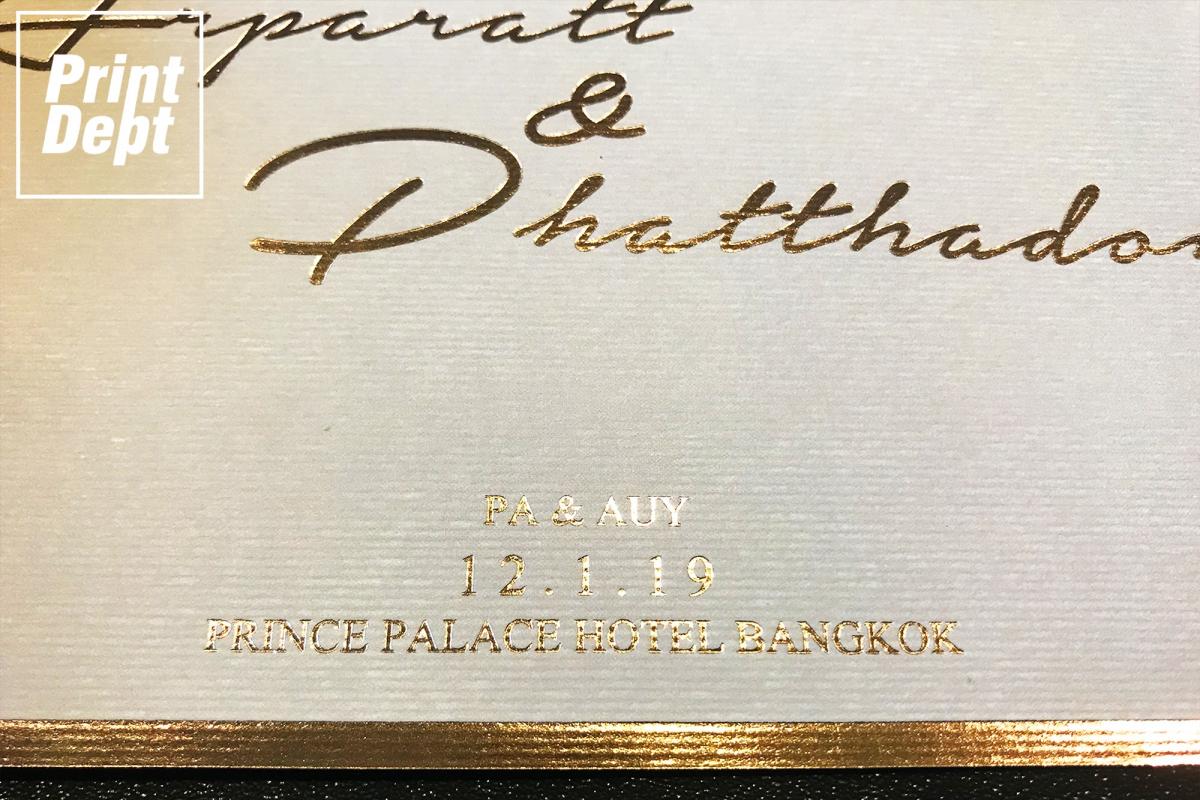 Print
Dept
&
PA & AUY
12.1.19
PRINCE PALACE HOTEL BANGKOK